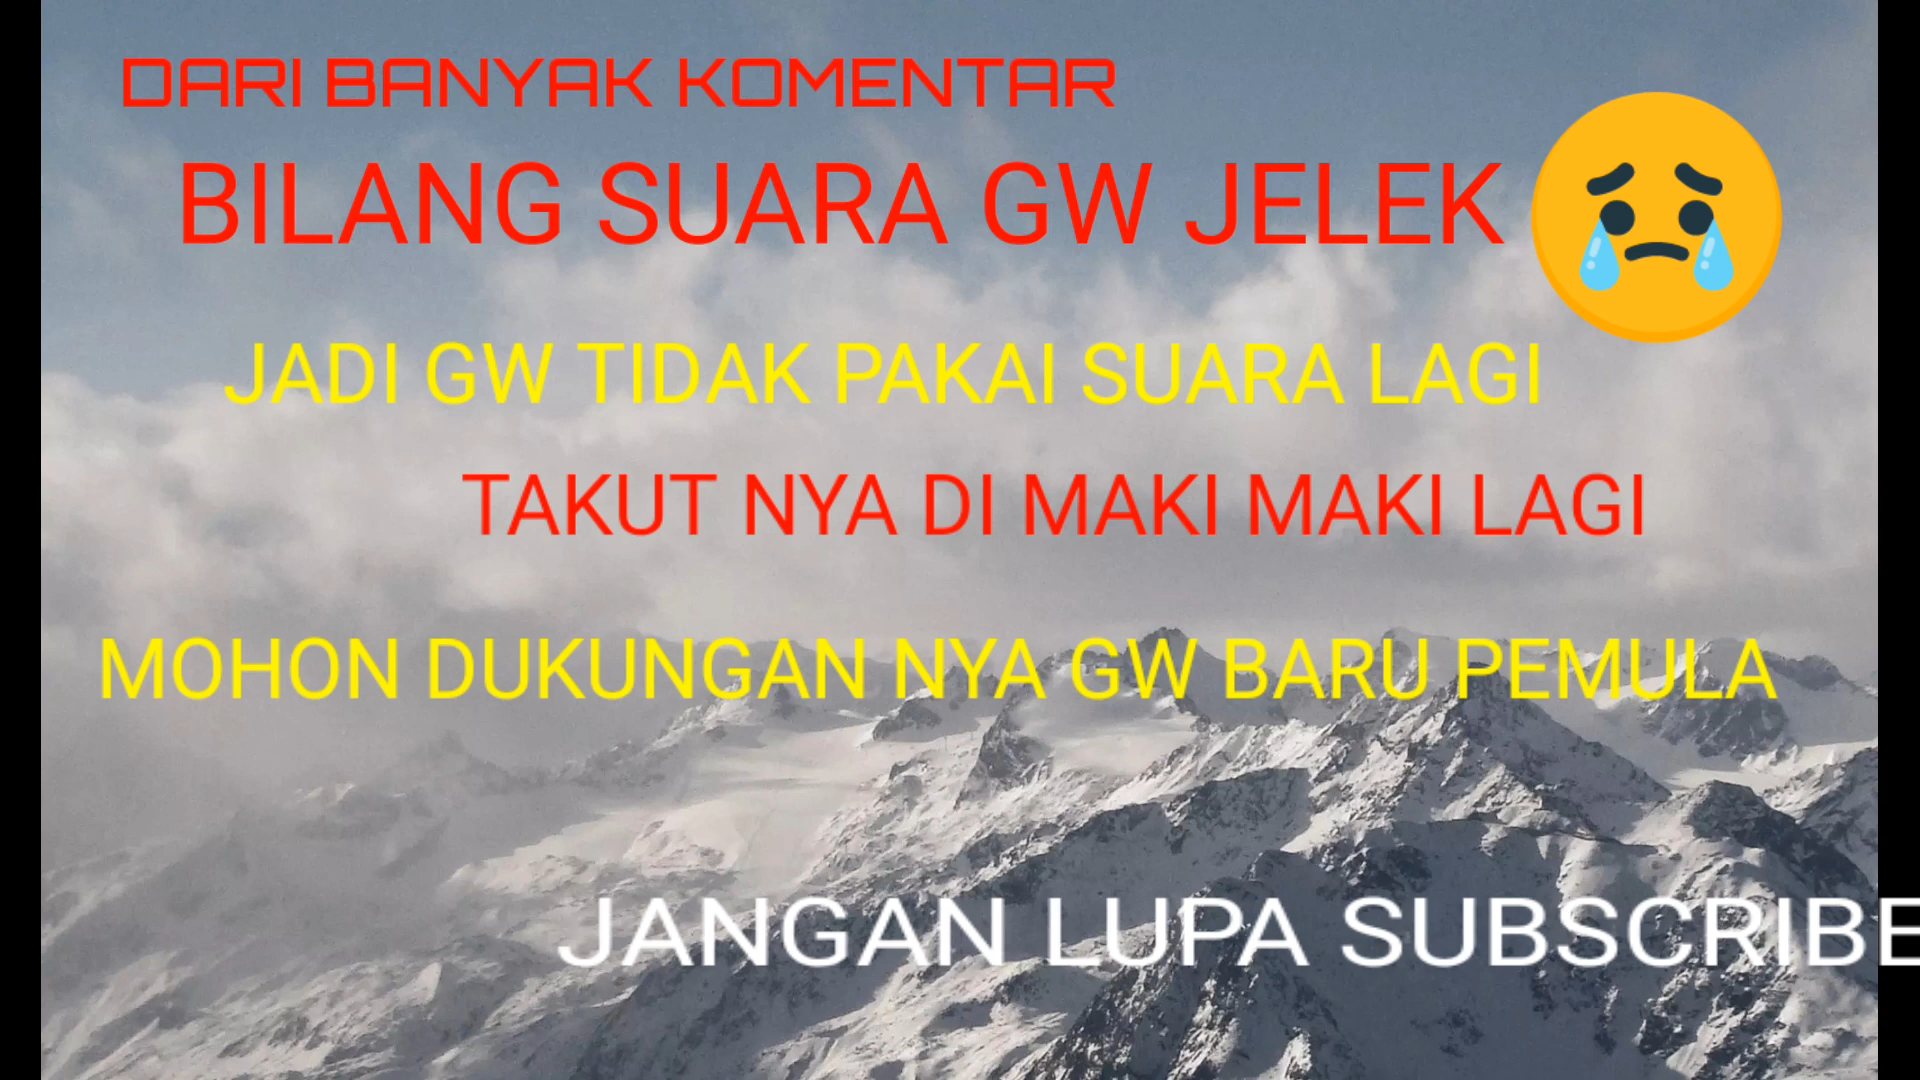 DARI BANYAK KOMENTAR
BILANG SUARA GW JELEK
JADI GW TIDAK PAKAI SUARA LAGI
TAKUT NYA DI MAKI MAKI LAGI
MOHON DUKUNGAN NYA GW BARU PEMULA
JANGAN LUPA SUBSCRIBE